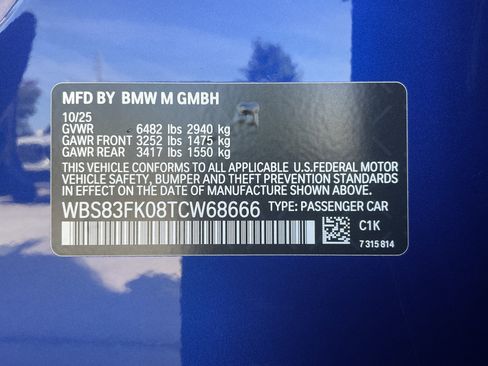 MFD BY BMW M GMBH
10/25
GVWR 6482 lbs 2940 kg
GAWR FRONT 3252 lbs 1475 kg
GAWR REAR 3417 lbs 1550 kg
THIS VEHICLE CONFORMS TO ALL APPLICABLE U.S.FEDERAL MOTOR
VEHICLE SAFETY, BUMPER AND THEFT PREVENTION STANDARDS
IN EFFECT ON THE DATE OF MANUFACTURE SHOWN ABOVE.
WBS83FK08TCW68666 TYPE: PASSENGER CAR
C1K
7 315 814